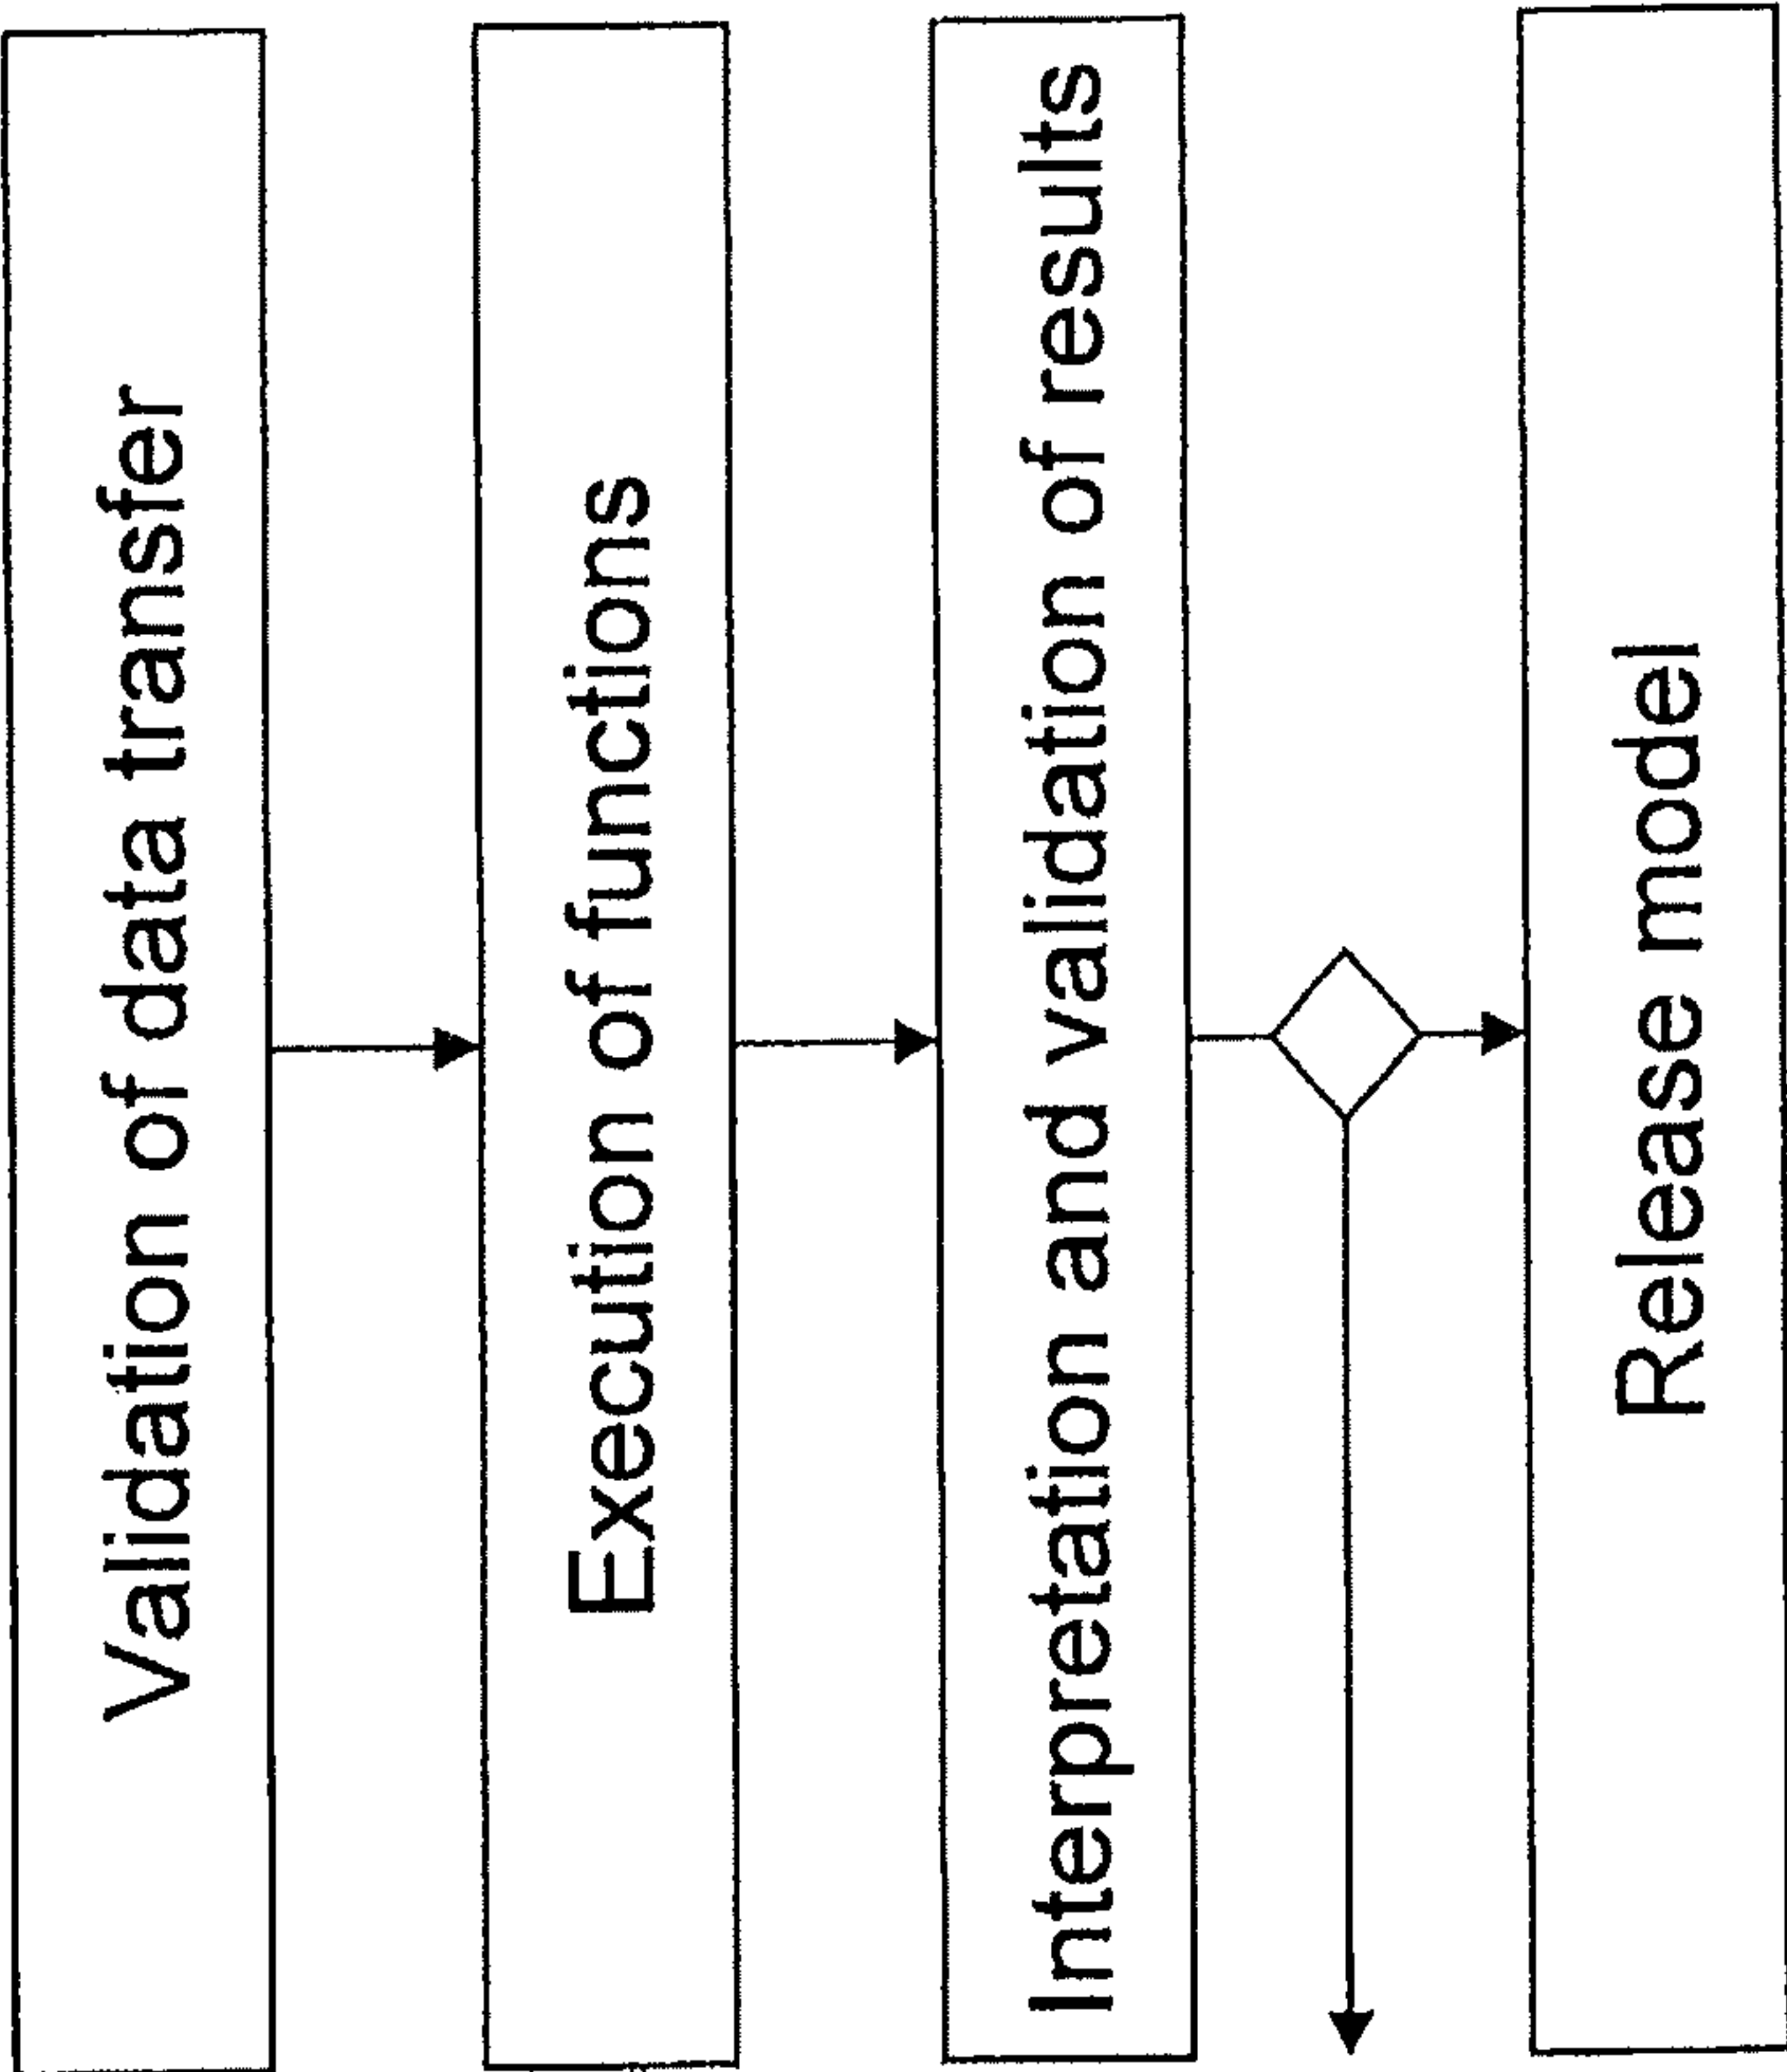 Validation of data transfer
Execution of functions
Interpretation and validation of results
Release model